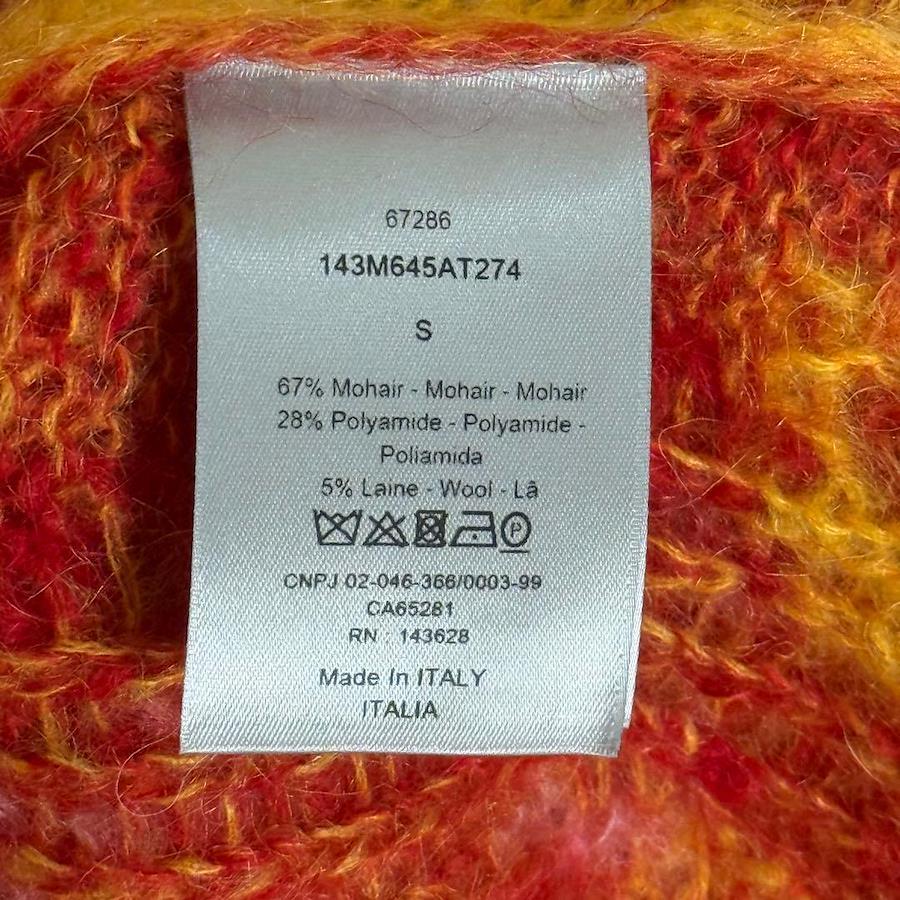 67286
143M645AT274
S
67% Mohair - Mohair - Mohair
28% Polyamide - Polyamide -
Poliamida
5% Laine - Wool - Lã
P
CNPJ 02-046-366/0003-99
CA65281
RN : 143628
Made In ITALY
ITALIA